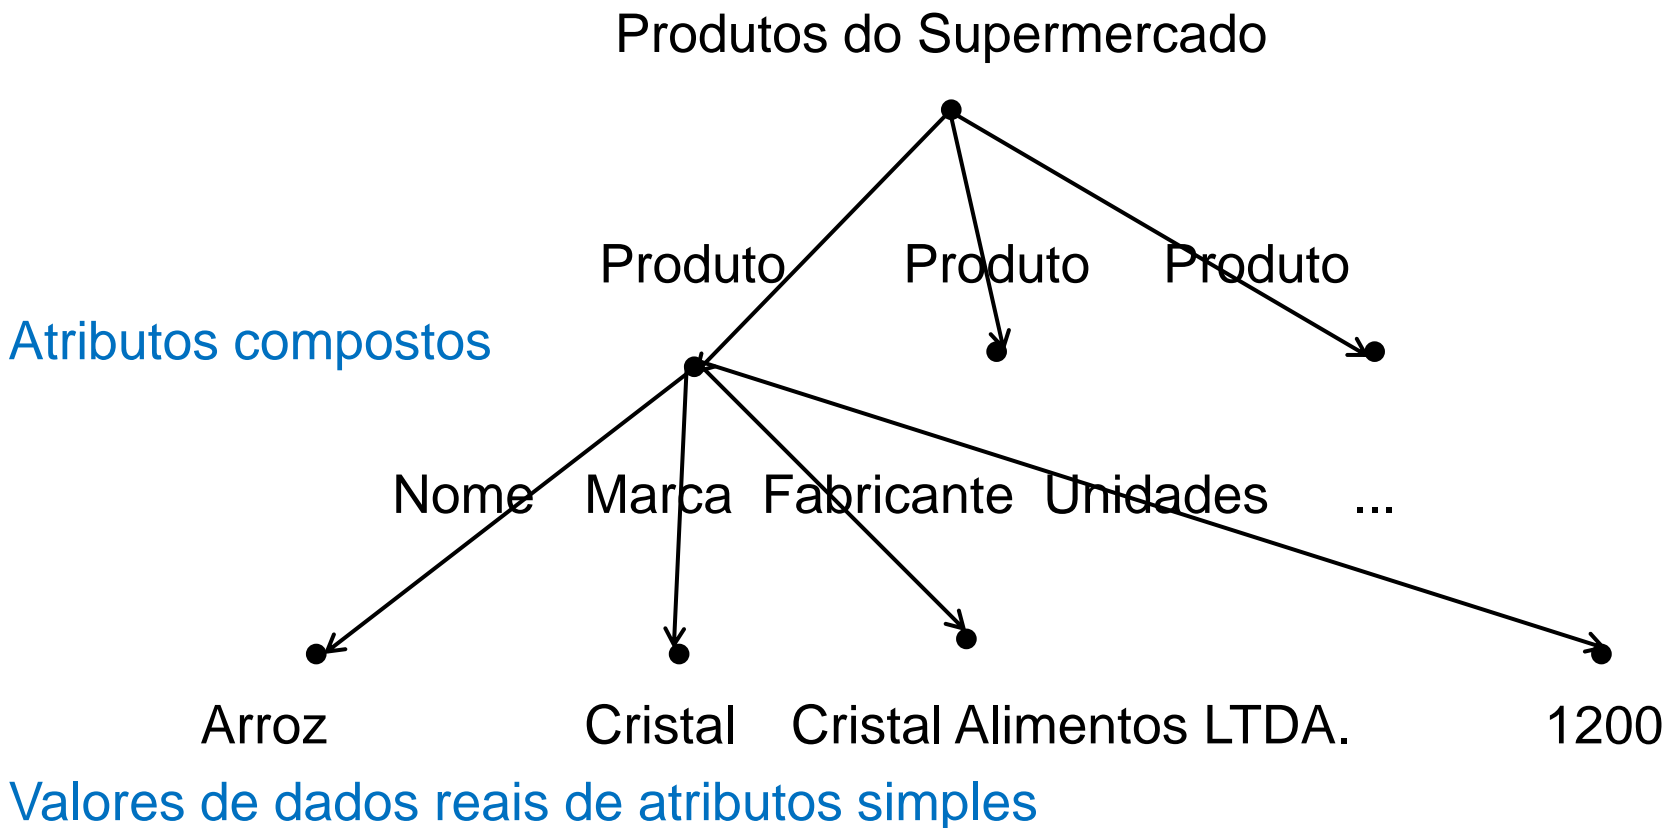 Produtos do Supermercado
Produto Produto Produto
Atributos compostos
Nome Marca Fabricante Unidades ...
Arroz Cristal Cristal Alimentos LTDA. 1200
Valores de dados reais de atributos simples